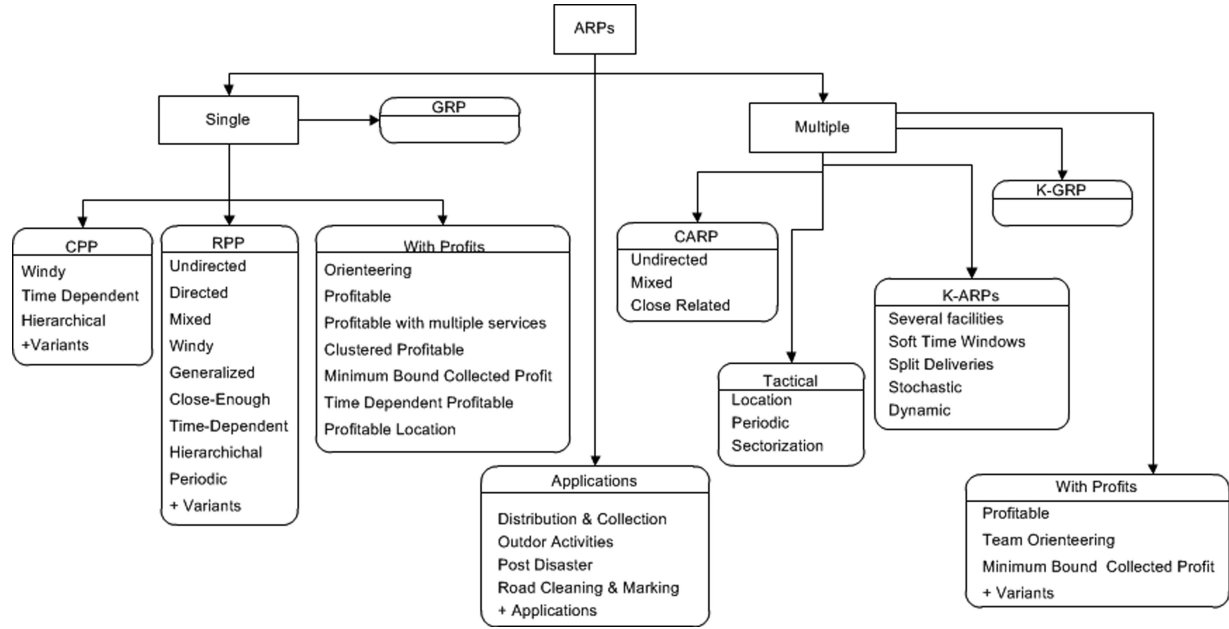 ARPs
Single
GRP
Multiple
K-GRP
CPP
Windy
Time Dependent
Hierarchical
+Variants
RPP
Undirected
Directed
Mixed
Windy
Generalized
Close-Enough
Time-Dependent
Hierarchichal
Periodic
+ Variants
With Profits
Orienteering
Profitable
Profitable with multiple services
Clustered Profitable
Minimum Bound Collected Profit
Time Dependent Profitable
Profitable Location
CARP
Undirected
Mixed
Close Related
K-ARPs
Several facilities
Soft Time Windows
Split Deliveries
Stochastic
Dynamic
Tactical
Location
Periodic
Sectorization
Applications
Distribution & Collection
Outdor Activities
Post Disaster
Road Cleaning & Marking
+ Applications
With Profits
Profitable
Team Orienteering
Minimum Bound Collected Profit
+ Variants